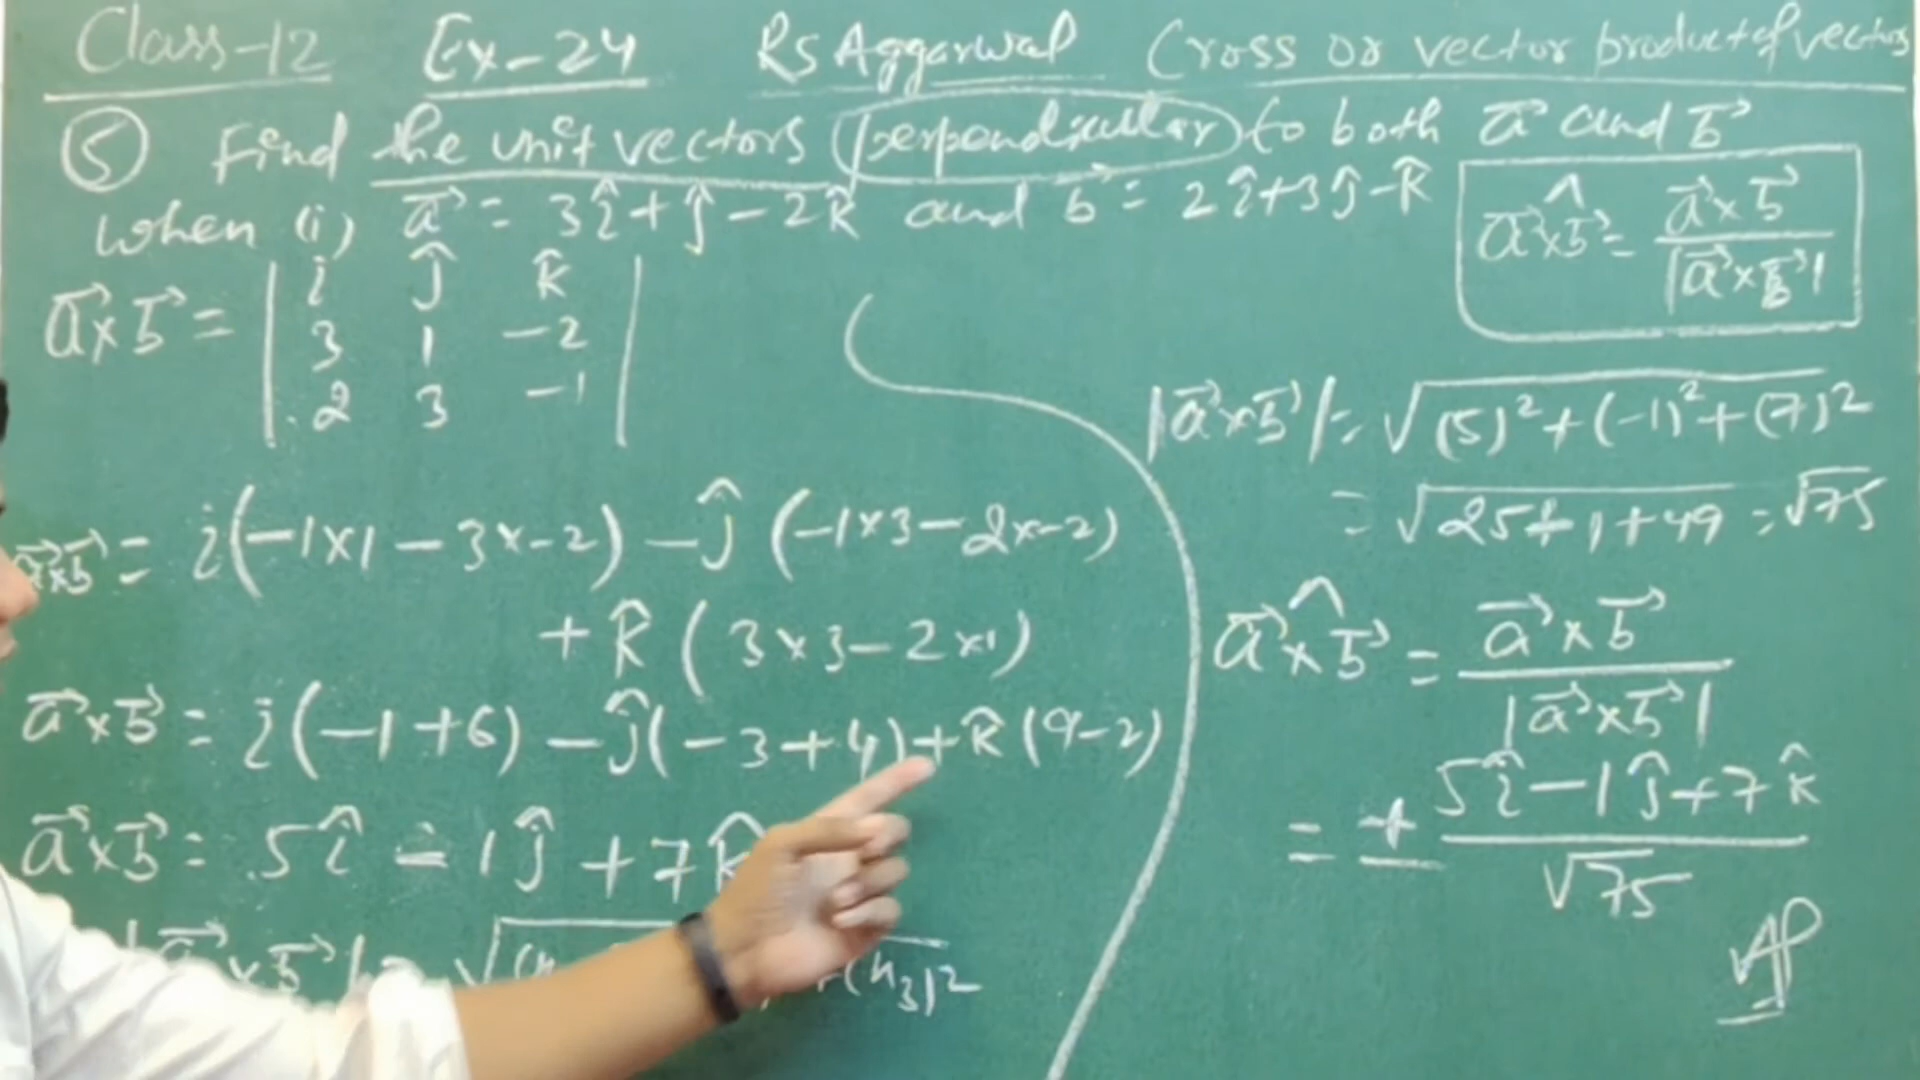 Class-12 Ex-24 RS Aggarwal Cross or vector product of vectors
(5) Find the unit vectors perpendicular to both a⃗ and b⃗
when (i) a⃗ = 3î+ĵ-2k̂ and b⃗ = 2î+3ĵ-k̂
a⃗×b⃗ = | î ĵ k̂ |
| 3 1 -2 |
| 2 3 -1 |
a⃗×b⃗ = i(-1×1-3×-2) -ĵ(-1×3-2×-2)
+ k̂(3×3-2×1)
a⃗×b⃗ = i(-1+6) -ĵ(-3+4)+k̂(9-2)
a⃗×b⃗ = 5î - 1ĵ + 7k̂
|a⃗×b⃗| = √ +(n₃)²
a⃗×b⃗^ = a⃗×b⃗ / |a⃗×b⃗|
|a⃗×b⃗| = √(5)²+(-1)²+(7)²
= √25+1+49 = √75
a⃗×b⃗^ = a⃗×b⃗ / |a⃗×b⃗|
= ± 5î-1ĵ+7k̂ / √75